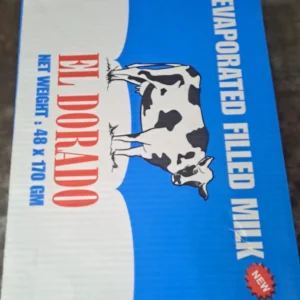 EVAPORATED FILLED MILK
NEW
EL DORADO
NET WEIGHT : 48 X 170 GM